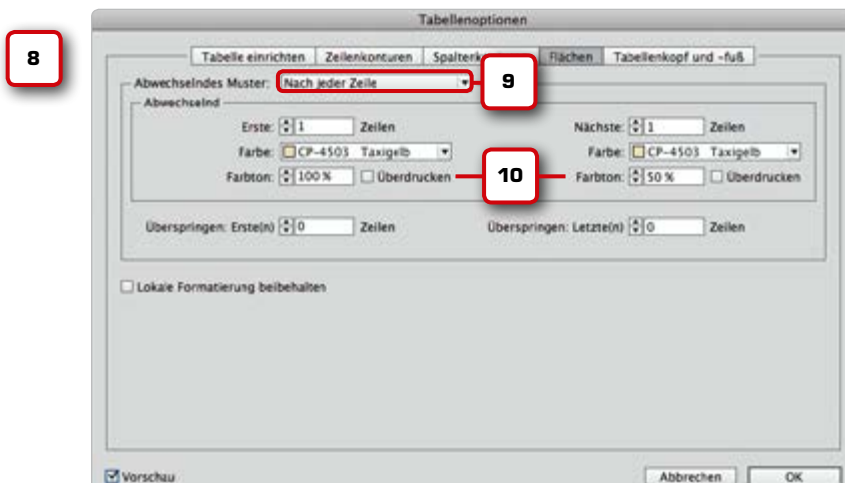 Tabellenoptionen
8
Tabelle einrichten Zeilenkonturen Flächen Tabellenkopf und -fuß
Abwechselndes Muster: Nach jeder Zeile 9
Abwechselnd
Erste: 1 Zeilen Nächste: 1 Zeilen
Farbe: CP-4503 Taxigelb Farbe: CP-4503 Taxigelb
Farbton: 100 % Überdrucken 10 Farbton: 50 % Überdrucken
Überspringen: Erste(n) 0 Zeilen Überspringen: Letzte(n) 0 Zeilen
Lokale Formatierung beibehalten
Vorschau Abbrechen OK